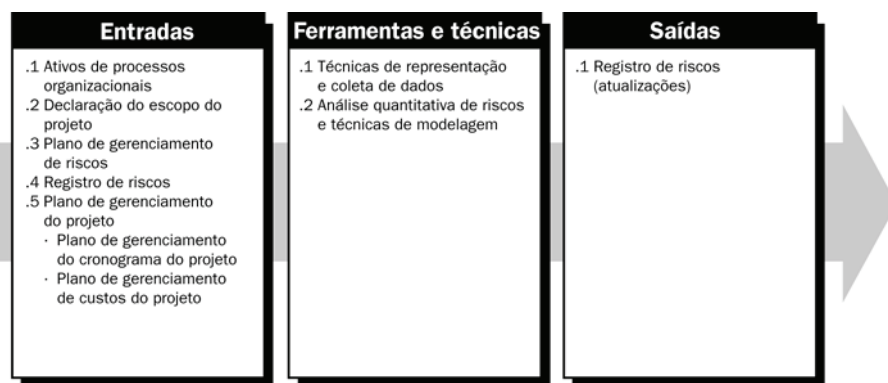 Entradas
.1 Ativos de processos
organizacionais
.2 Declaração do escopo do
projeto
.3 Plano de gerenciamento
de riscos
.4 Registro de riscos
.5 Plano de gerenciamento
do projeto
· Plano de gerenciamento
do cronograma do projeto
· Plano de gerenciamento
de custos do projeto
Ferramentas e técnicas
.1 Técnicas de representação
e coleta de dados
.2 Análise quantitativa de riscos
e técnicas de modelagem
Saídas
.1 Registro de riscos
(atualizações)